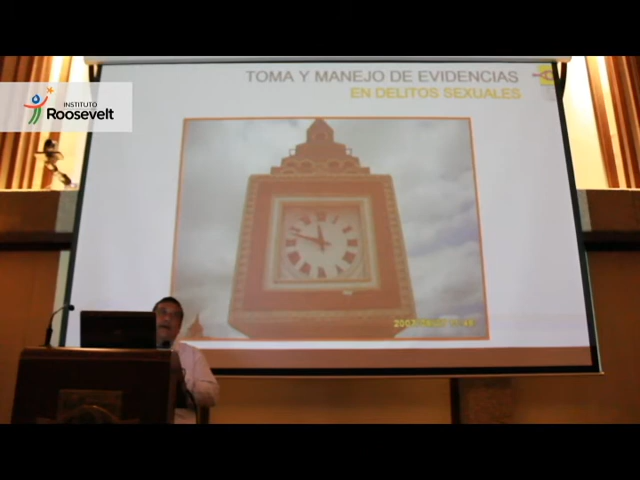 TOMA Y MANEJO DE EVIDENCIAS
EN DELITOS SEXUALES
INSTITUTO
Roosevelt